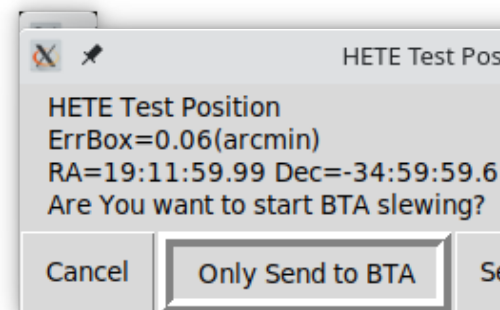 HETE Test Pos
HETE Test Position
ErrBox=0.06(arcmin)
RA=19:11:59.99 Dec=-34:59:59.6
Are You want to start BTA slewing?
Cancel Only Send to BTA